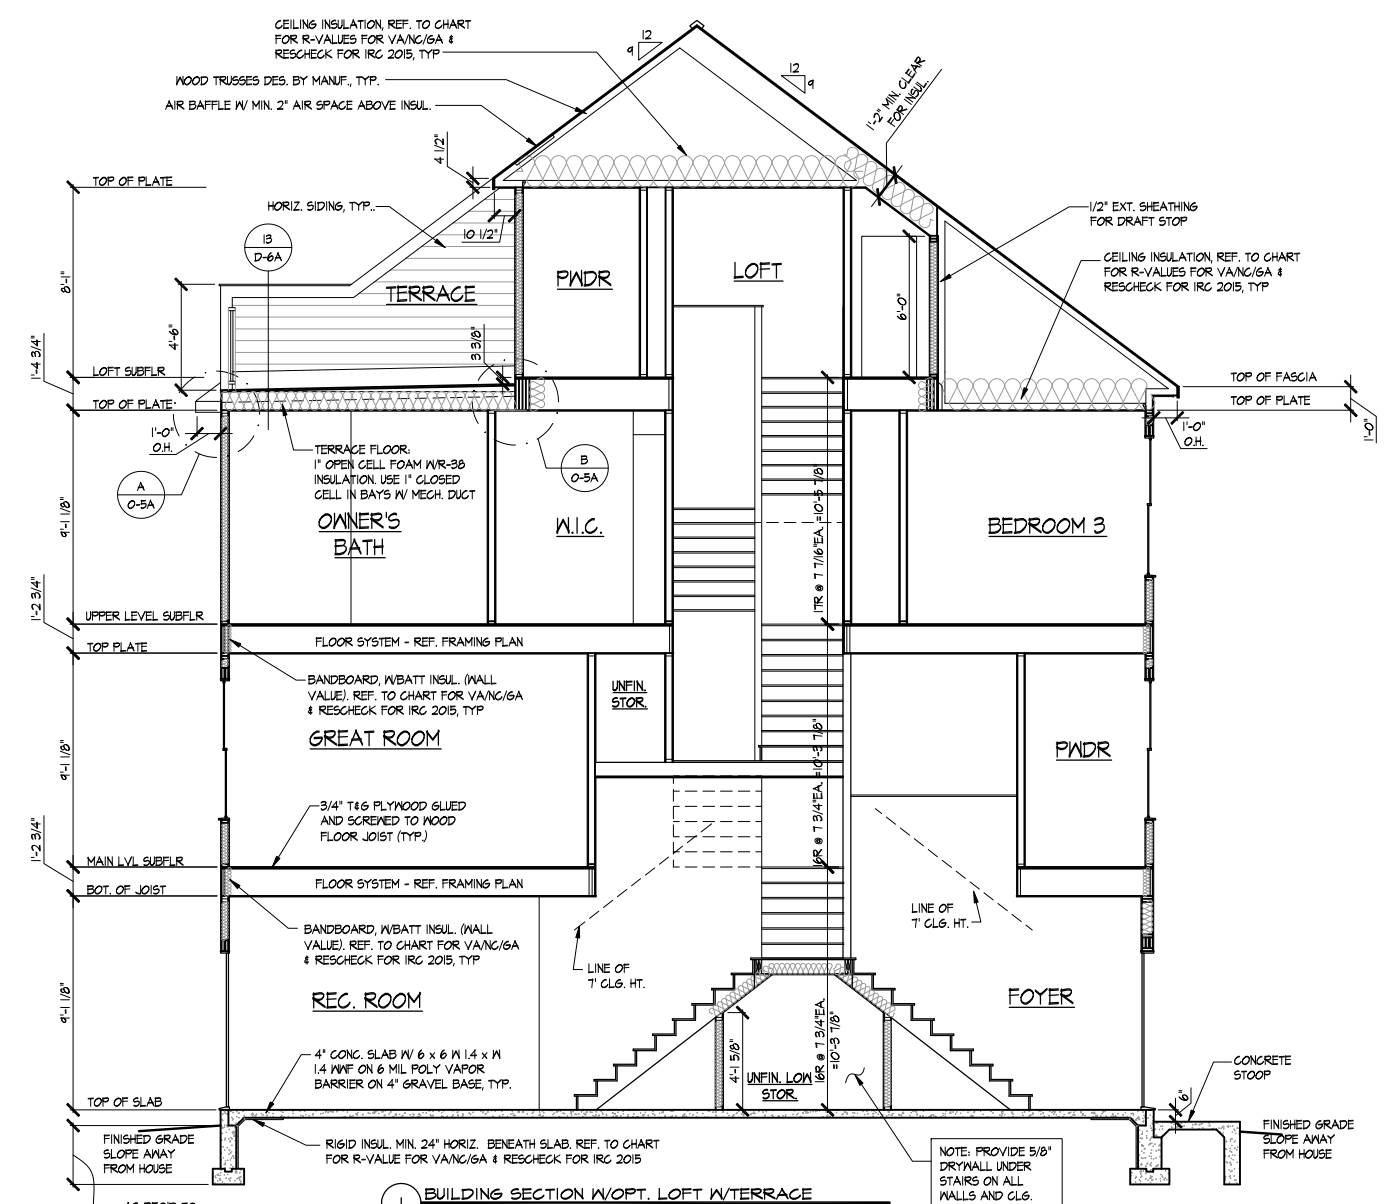 CEILING INSULATION, REF. TO CHART
FOR R-VALUES FOR VA/NC/GA &
RESCHECK FOR IRC 2015, TYP
WOOD TRUSSES DES. BY MANUF., TYP.
AIR BAFFLE W/ MIN. 2" AIR SPACE ABOVE INSUL.
12
9
12
9
1'-2" MIN. CLEAR
FOR INSUL.
4 1/2"
TOP OF PLATE
HORIZ. SIDING, TYP..
10 1/2"
1/2" EXT. SHEATHING
FOR DRAFT STOP
13
D-6A
CEILING INSULATION, REF. TO CHART
FOR R-VALUES FOR VA/NC/GA &
RESCHECK FOR IRC 2015, TYP
8'-1"
TERRACE
PWDR
LOFT
6'-0"
4'-6"
3 3/8"
1'-4 3/4"
LOFT SUBFLR
TOP OF PLATE
TOP OF FASCIA
TOP OF PLATE
1'-0"
1'-0"
O.H.
1'-0"
O.H.
TERRACE FLOOR:
1" OPEN CELL FOAM W/R-38
INSULATION. USE 1" CLOSED
CELL IN BAYS W/ MECH. DUCT
A
O-5A
B
O-5A
9'-1 1/8"
OWNER'S
BATH
W.I.C.
17R @ 7 7/16"EA. =10'-5 7/8"
BEDROOM 3
1'-2 3/4"
UPPER LEVEL SUBFLR
TOP PLATE
FLOOR SYSTEM - REF. FRAMING PLAN
BANDBOARD, W/BATT INSUL. (WALL
VALUE). REF. TO CHART FOR VA/NC/GA
& RESCHECK FOR IRC 2015, TYP
UNFIN.
STOR.
9'-1 1/8"
GREAT ROOM
PWDR
16R @ 7 3/4"EA. =10'-3 7/8"
3/4" T&G PLYWOOD GLUED
AND SCREWED TO WOOD
FLOOR JOIST (TYP.)
1'-2 3/4"
MAIN LVL SUBFLR
BOT. OF JOIST
FLOOR SYSTEM - REF. FRAMING PLAN
LINE OF
7' CLG. HT.
BANDBOARD, W/BATT INSUL. (WALL
VALUE). REF. TO CHART FOR VA/NC/GA
& RESCHECK FOR IRC 2015, TYP
LINE OF
7' CLG. HT.
9'-1 1/8"
REC. ROOM
FOYER
4" CONC. SLAB W/ 6 x 6 W 1.4 x W
1.4 WWF ON 6 MIL POLY VAPOR
BARRIER ON 4" GRAVEL BASE, TYP.
4'-1 5/8"
UNFIN. LOW
STOR.
16R @ 7 3/4"EA.
=10'-3 7/8"
CONCRETE
STOOP
TOP OF SLAB
6"
FINISHED GRADE
SLOPE AWAY
FROM HOUSE
RIGID INSUL. MIN. 24" HORIZ. BENEATH SLAB. REF. TO CHART
FOR R-VALUE FOR VA/NC/GA & RESCHECK FOR IRC 2015
NOTE: PROVIDE 5/8"
DRYWALL UNDER
STAIRS ON ALL
WALLS AND CLG.
FINISHED GRADE
SLOPE AWAY
FROM HOUSE
BUILDING SECTION W/OPT. LOFT W/TERRACE